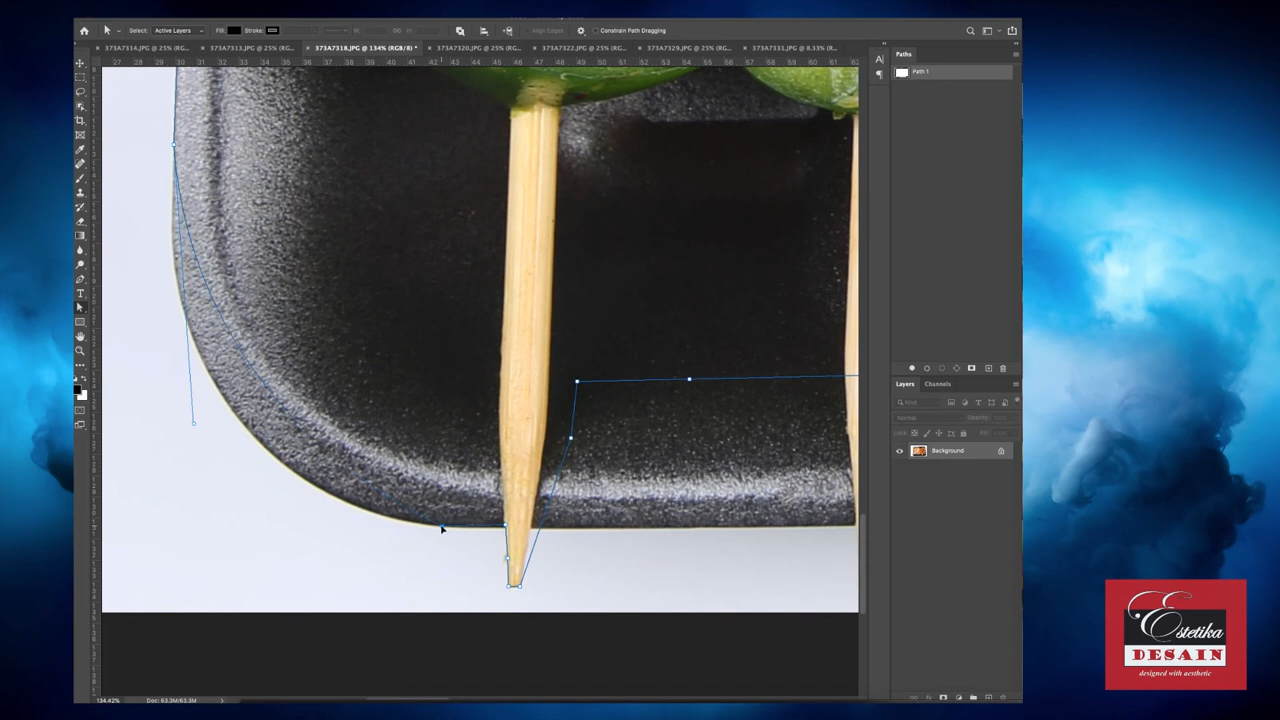 Select: Active Layers Fill: Stroke: Align Edges Constrain Path Dragging
373A7314.JPG @ 25% (RG... 373A7313.JPG @ 25% (RG... 373A7318.JPG @ 134% (RGB/8) * 373A7320.JPG @ 25% (RG... 373A7322.JPG @ 25% (RG... 373A7329.JPG @ 25% (RG... 373A7331.JPG @ 8.33% (R...
Paths
Path 1
Layers Channels
Kind
Normal Opacity:
Lock: Fill:
Background
134.42% Doc: 63.3M/63.3M
Estetika
DESAIN
designed with aesthetic